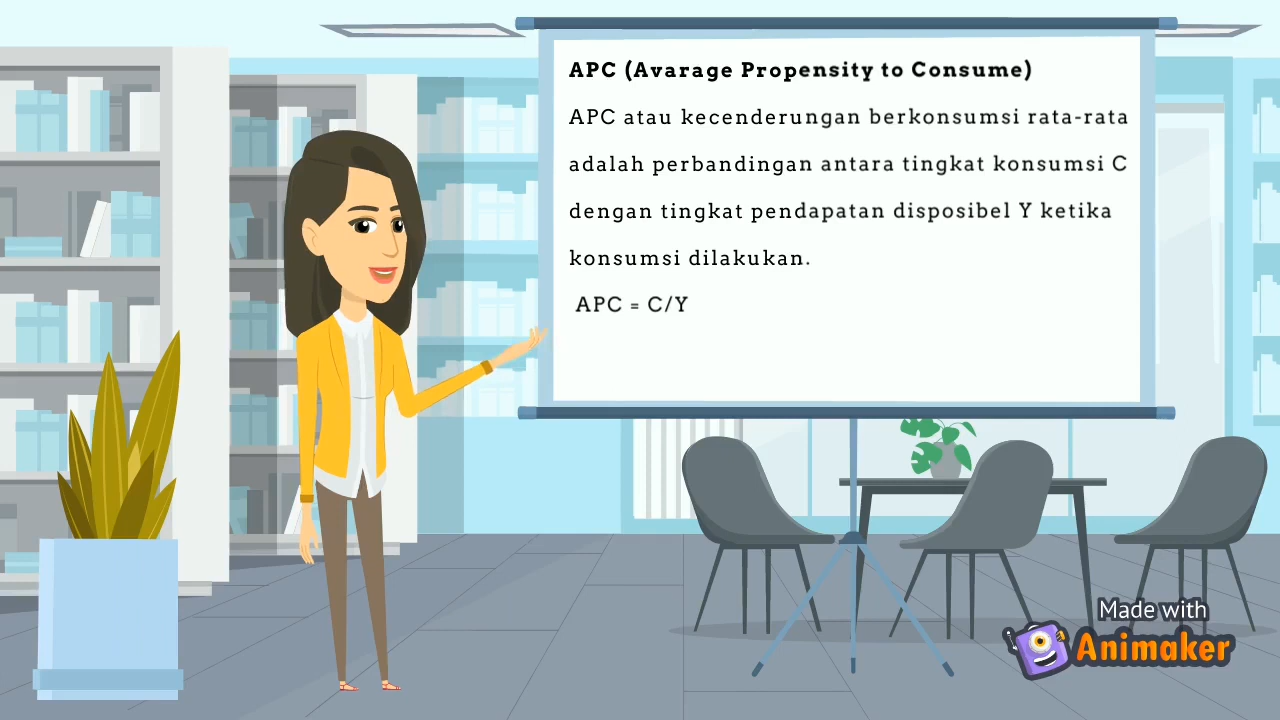 APC (Avarage Propensity to Consume)
APC atau kecenderungan berkonsumsi rata-rata
adalah perbandingan antara tingkat konsumsi C
dengan tingkat pendapatan disposibel Y ketika
konsumsi dilakukan.
APC = C/Y
Made with
Animaker